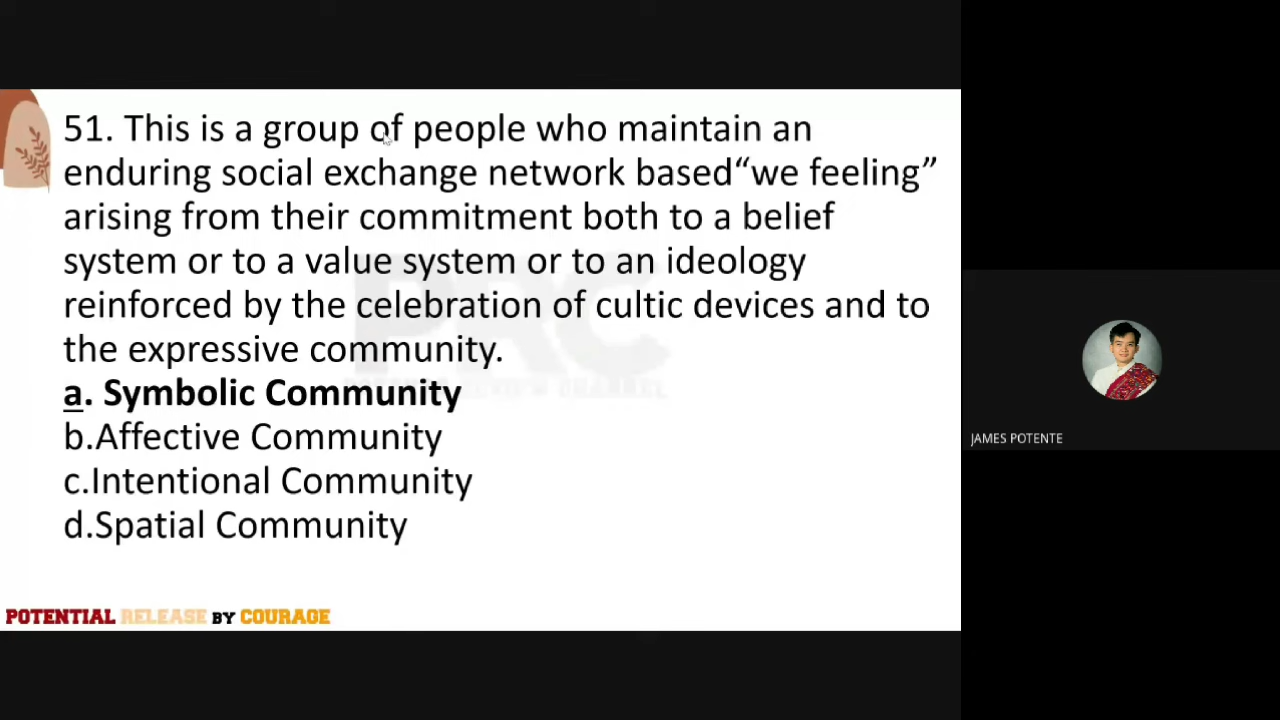 51. This is a group of people who maintain an
enduring social exchange network based“we feeling”
arising from their commitment both to a belief
system or to a value system or to an ideology
reinforced by the celebration of cultic devices and to
the expressive community.
a. Symbolic Community
b.Affective Community
c.Intentional Community
d.Spatial Community
POTENTIAL RELEASE BY COURAGE
PRC
JAMES POTENTE